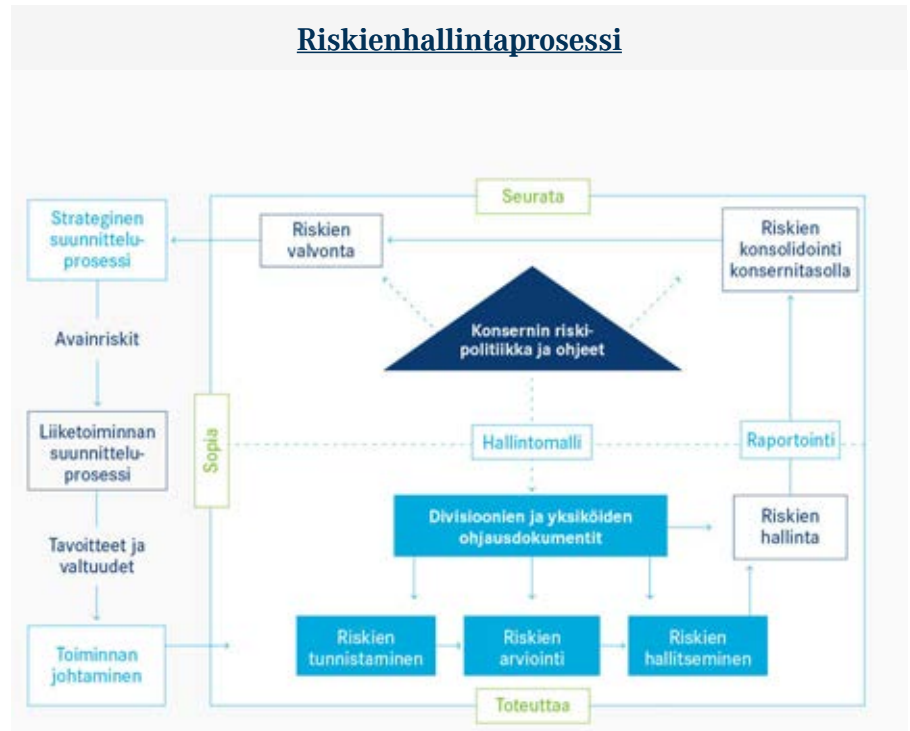 Riskienhallintaprosessi
Seurata
Strateginen
suunnittelu-
prosessi
Riskien
valvonta
Riskien
konsolidointi
konsernitasolla
Avainriskit
Konsernin riski-
politiikka ja ohjeet
Liiketoiminnan
suunnittelu-
prosessi
Sopia
Hallintomalli
Raportointi
Divisioonien ja yksiköiden
ohjausdokumentit
Riskien
hallinta
Tavoitteet ja
valtuudet
Toiminnan
johtaminen
Riskien
tunnistaminen
Riskien
arviointi
Riskien
hallitseminen
Toteuttaa